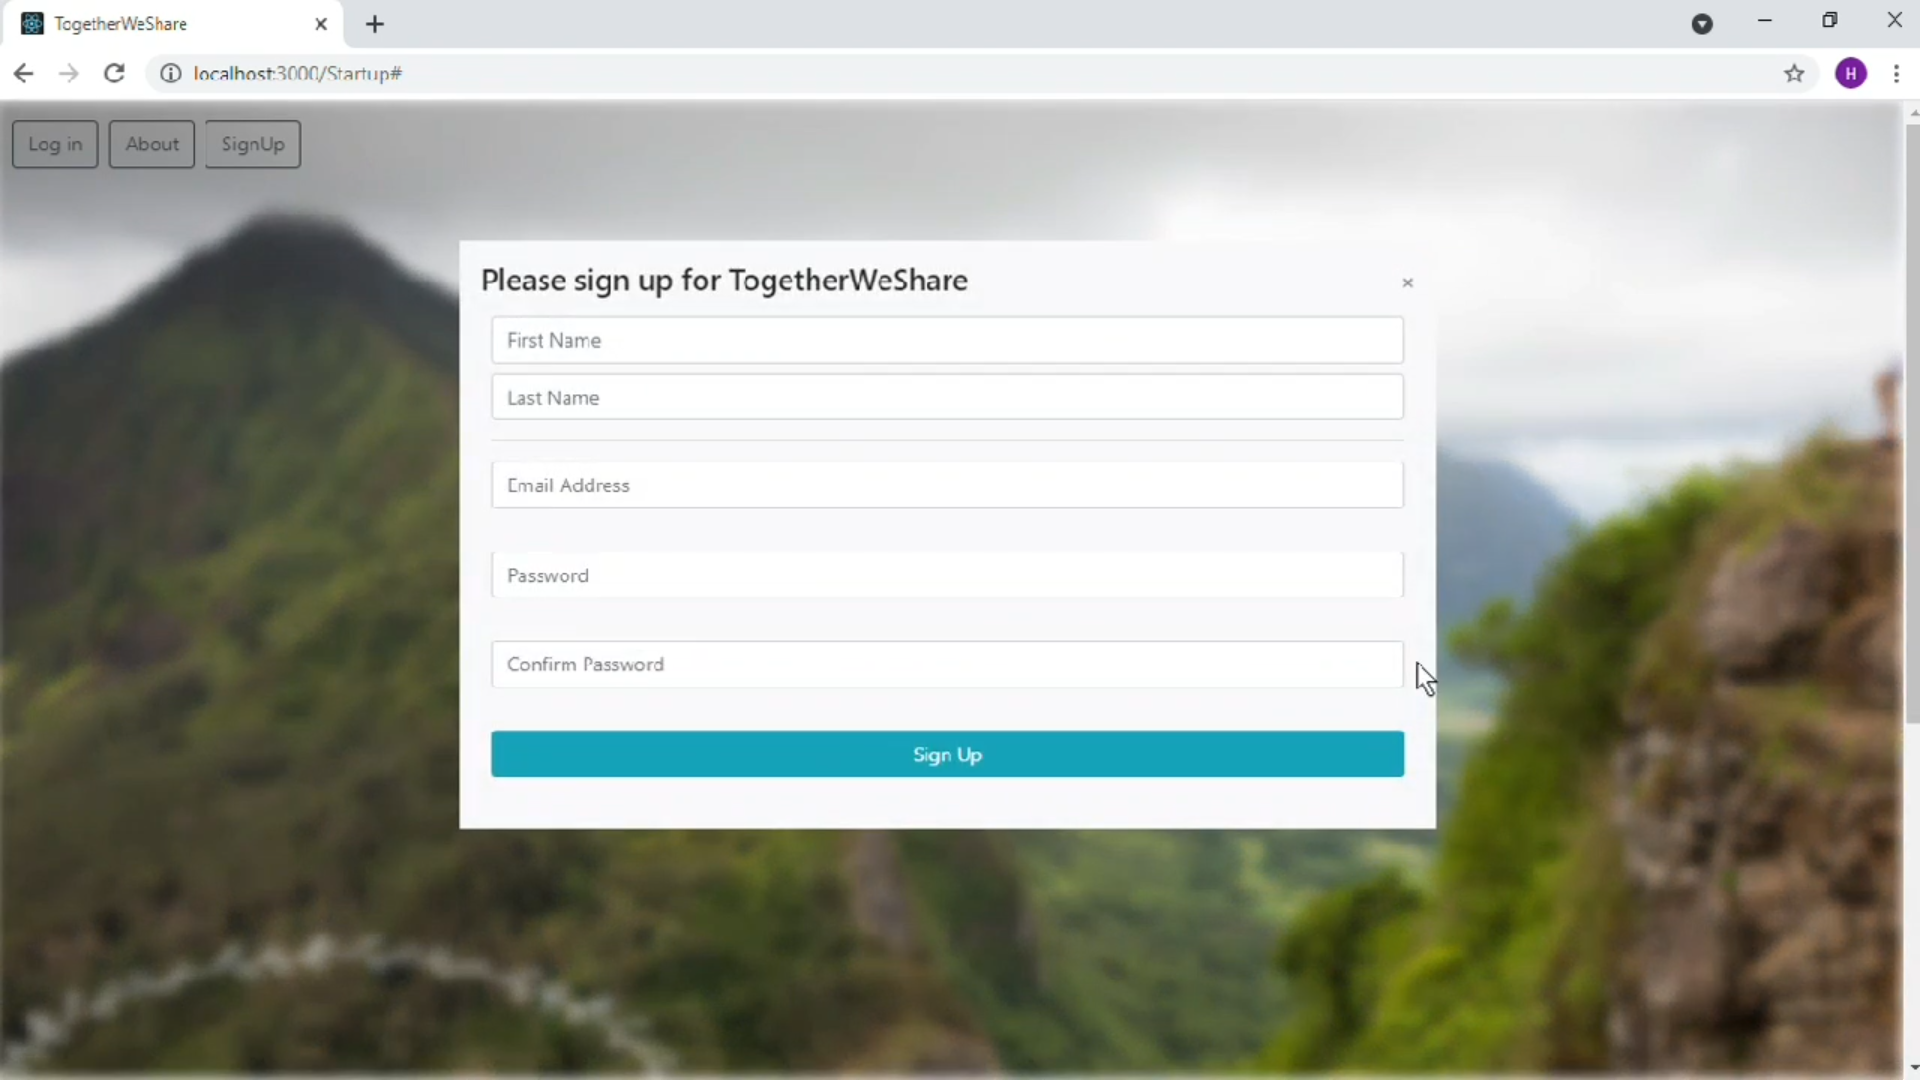 TogetherWeShare
localhost:3000/Startup#
H
Log in About SignUp
Please sign up for TogetherWeShare
×
First Name
Last Name
Email Address
Password
Confirm Password
Sign Up